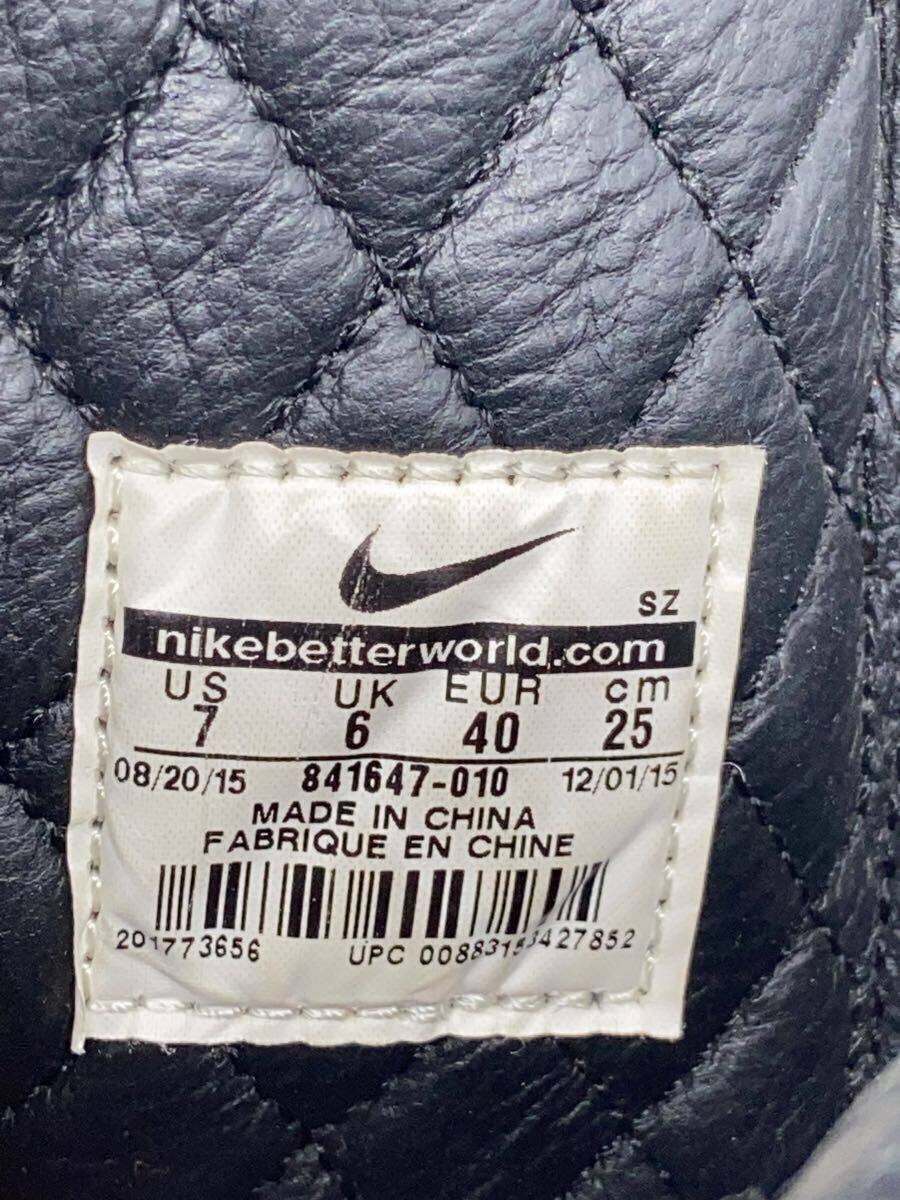 SZ
nikebetterworld.com
US UK EUR cm
7 6 40 25
08/20/15 841647-010 12/01/15
MADE IN CHINA
FABRIQUE EN CHINE
201773656 UPC